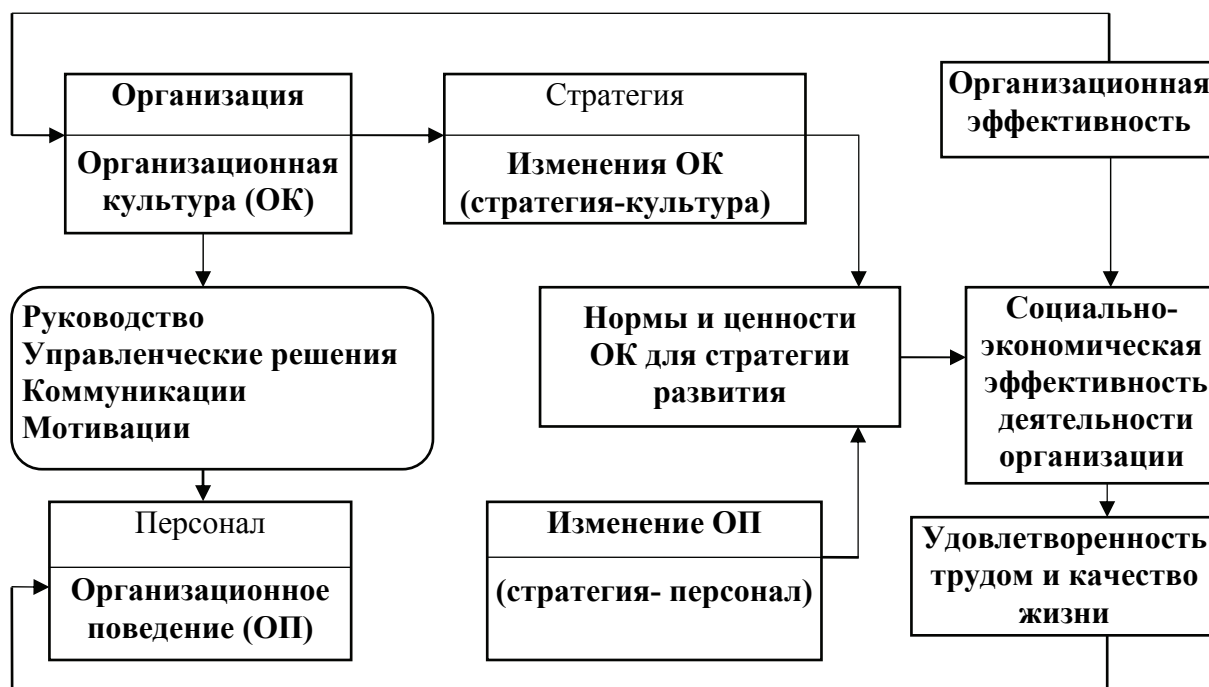 Организация
Организационная
культура (ОК)
Стратегия
Изменения ОК
(стратегия-культура)
Организационная
эффективность
Руководство
Управленческие решения
Коммуникации
Мотивации
Нормы и ценности
ОК для стратегии
развития
Социально-
экономическая
эффективность
деятельности
организации
Персонал
Организационное
поведение (ОП)
Изменение ОП
(стратегия- персонал)
Удовлетворенность
трудом и качество
жизни